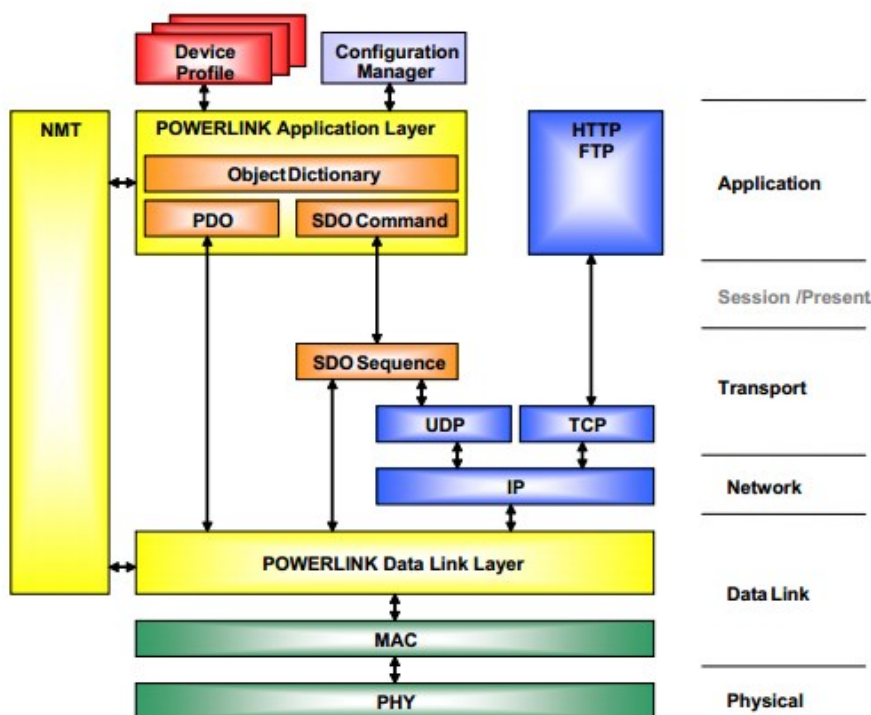 Device
Profile
Configuration
Manager
NMT
POWERLINK Application Layer
HTTP
FTP
Object Dictionary
Application
PDO
SDO Command
Session /Present
SDO Sequence
Transport
UDP
TCP
IP
Network
POWERLINK Data Link Layer
Data Link
MAC
PHY
Physical